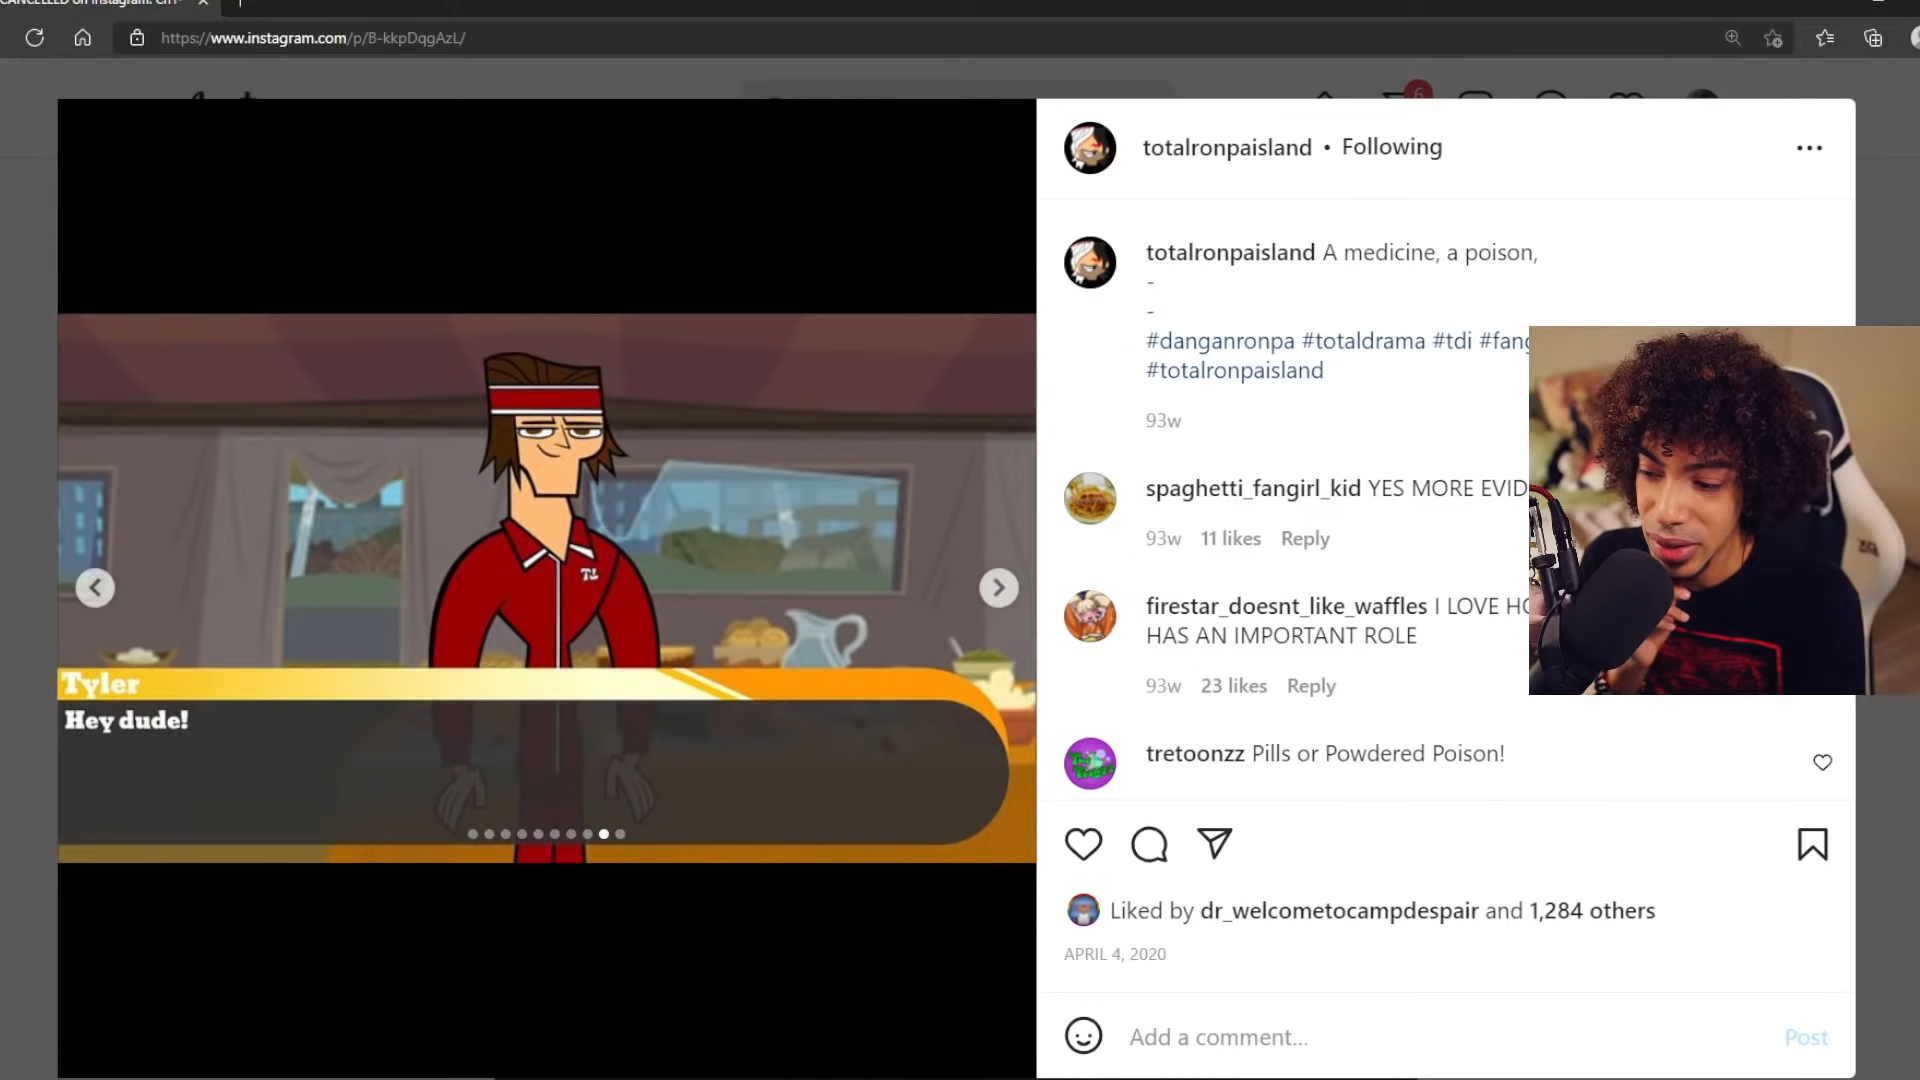 https://www.instagram.com/p/B-kkpDqgAzL/
6
totalronpaisland • Following
totalronpaisland A medicine, a poison,
-
-
#danganronpa #totaldrama #tdi
#totalronpaisland
93w
spaghetti_fangirl_kid YES MORE
93w 11 likes Reply
firestar_doesnt_like_waffles I LOVE
HAS AN IMPORTANT ROLE
93w 23 likes Reply
tretoonzz Pills or Powdered Poison!
Liked by dr_welcometocampdespair and 1,284 others
APRIL 4, 2020
Add a comment...
Post
Tyler
Hey dude!